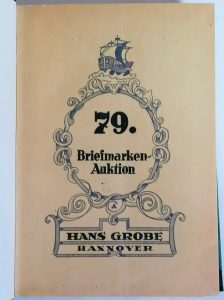 79.
Briefmarken-
Auktion
HANS GROBE
HANNOVER